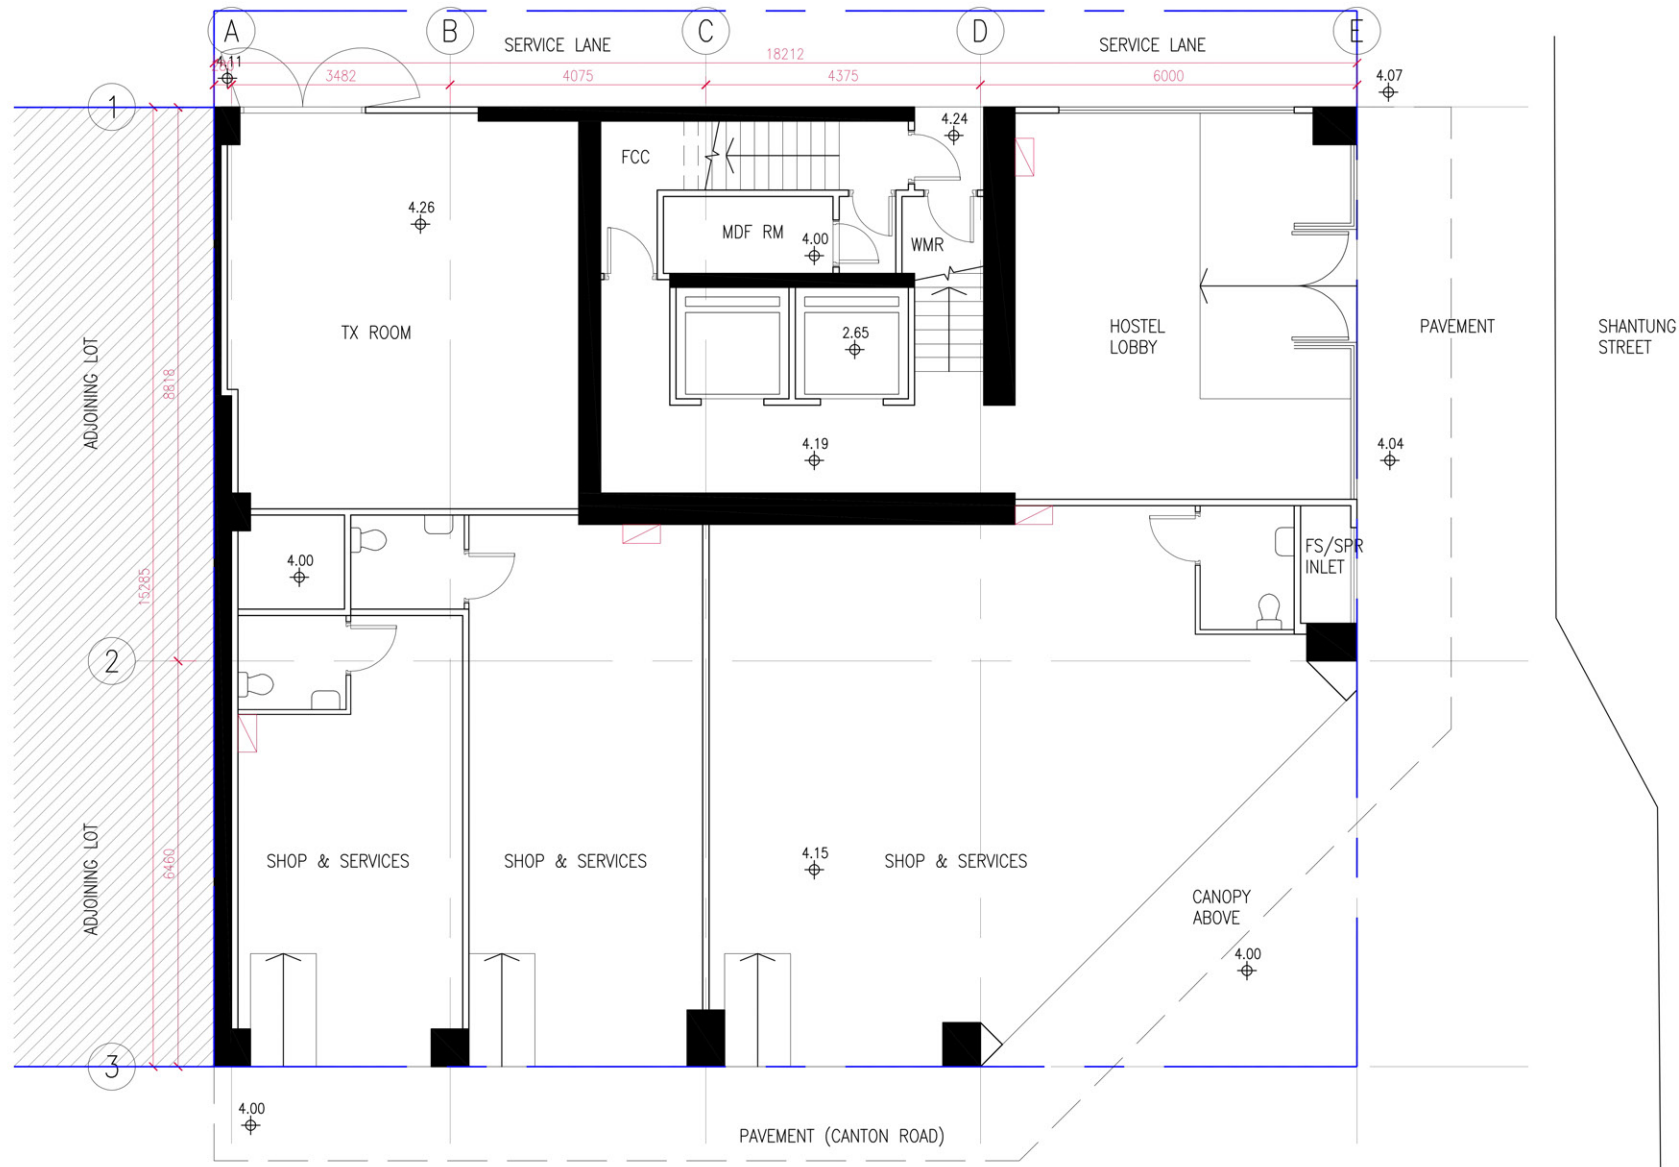 A
B
C
D
E
SERVICE LANE
SERVICE LANE
18212
4.11
3482
4075
4375
6000
4.07
1
4.24
FCC
4.26
MDF RM
4.00
WMR
TX ROOM
2.65
HOSTEL
LOBBY
PAVEMENT
SHANTUNG
STREET
ADJOINING LOT
8818
4.19
4.04
15285
4.00
FS/SPR
INLET
2
ADJOINING LOT
6460
SHOP & SERVICES
SHOP & SERVICES
4.15
SHOP & SERVICES
CANOPY
ABOVE
4.00
3
4.00
PAVEMENT (CANTON ROAD)